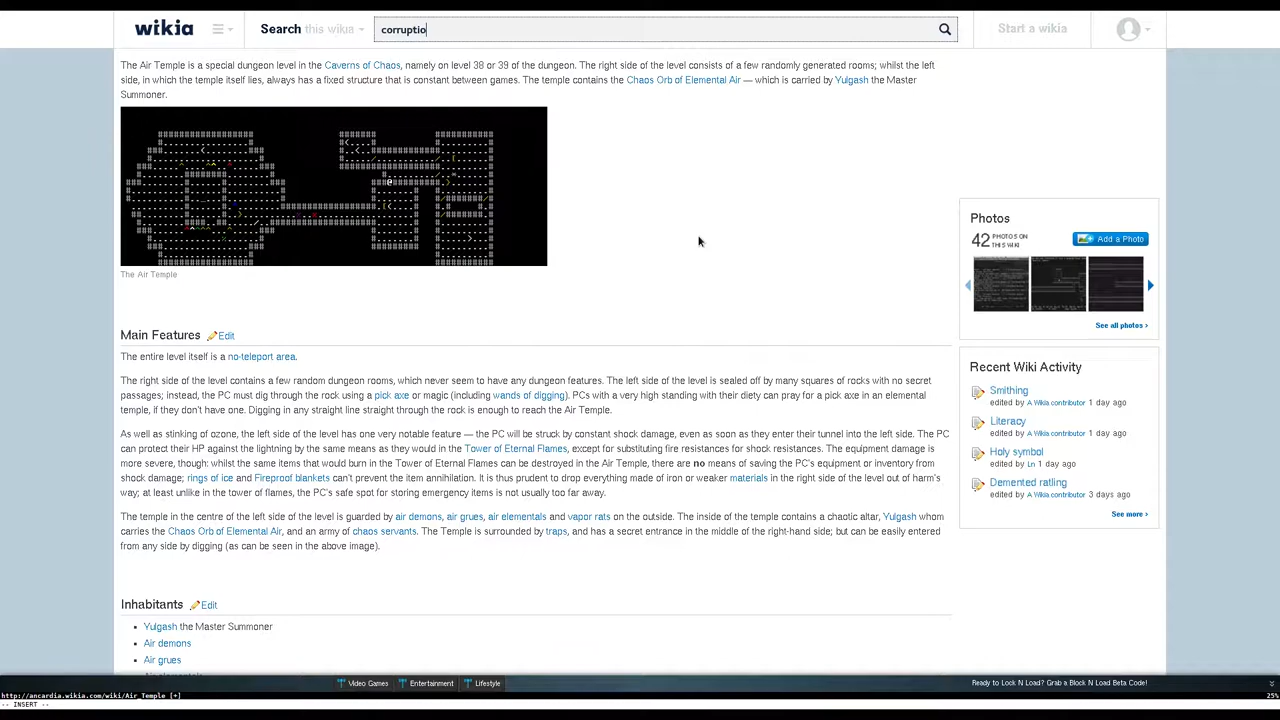 wikia
Search this wikia
corruptio
Start a wikia
The Air Temple is a special dungeon level in the Caverns of Chaos, namely on level 38 or 39 of the dungeon. The right side of the level consists of a few randomly generated rooms; whilst the left
side, in which the temple itself lies, always has a fixed structure that is constant between games. The temple contains the Chaos Orb of Elemental Air — which is carried by Yulgash the Master
Summoner.
The Air Temple
Photos
42 PHOTOS ON THIS WIKI
Add a Photo
See all photos >
Main Features Edit
The entire level itself is a no-teleport area.
The right side of the level contains a few random dungeon rooms, which never seem to have any dungeon features. The left side of the level is sealed off by many squares of rocks with no secret
passages; instead, the PC must dig through the rock using a pick axe or magic (including wands of digging). PCs with a very high standing with their diety can pray for a pick axe in an elemental
temple, if they don't have one. Digging in any straight line straight through the rock is enough to reach the Air Temple.
As well as stinking of ozone, the left side of the level has one very notable feature — the PC will be struck by constant shock damage, even as soon as they enter their tunnel into the left side. The PC
can protect their HP against the lightning by the same means as they would in the Tower of Eternal Flames, except for substituting fire resistances for shock resistances. The equipment damage is
more severe, though: whilst the same items that would burn in the Tower of Eternal Flames can be destroyed in the Air Temple, there are no means of saving the PC's equipment or inventory from
shock damage; rings of ice and Fireproof blankets can't prevent the item annihilation. It is thus prudent to drop everything made of iron or weaker materials in the right side of the level out of harm's
way; at least unlike in the tower of flames, the PC's safe spot for storing emergency items is not usually too far away.
The temple in the centre of the left side of the level is guarded by air demons, air grues, air elementals and vapor rats on the outside. The inside of the temple contains a chaotic altar, Yulgash whom
carries the Chaos Orb of Elemental Air, and an army of chaos servants. The Temple is surrounded by traps, and has a secret entrance in the middle of the right-hand side; but can be easily entered
from any side by digging (as can be seen in the above image).
Recent Wiki Activity
Smithing
edited by A Wikia contributor 1 day ago
Literacy
edited by A Wikia contributor 1 day ago
Holy symbol
edited by Ln 1 day ago
Demented ratling
edited by A Wikia contributor 3 days ago
See more >
Inhabitants Edit
Yulgash the Master Summoner
Air demons
Air grues
Air elementals
Video Games
Entertainment
Lifestyle
Ready to Lock N Load? Grab a Block N Load Beta Code!
http://ancardia.wikia.com/wiki/Air_Temple [+]
25%
-- INSERT --